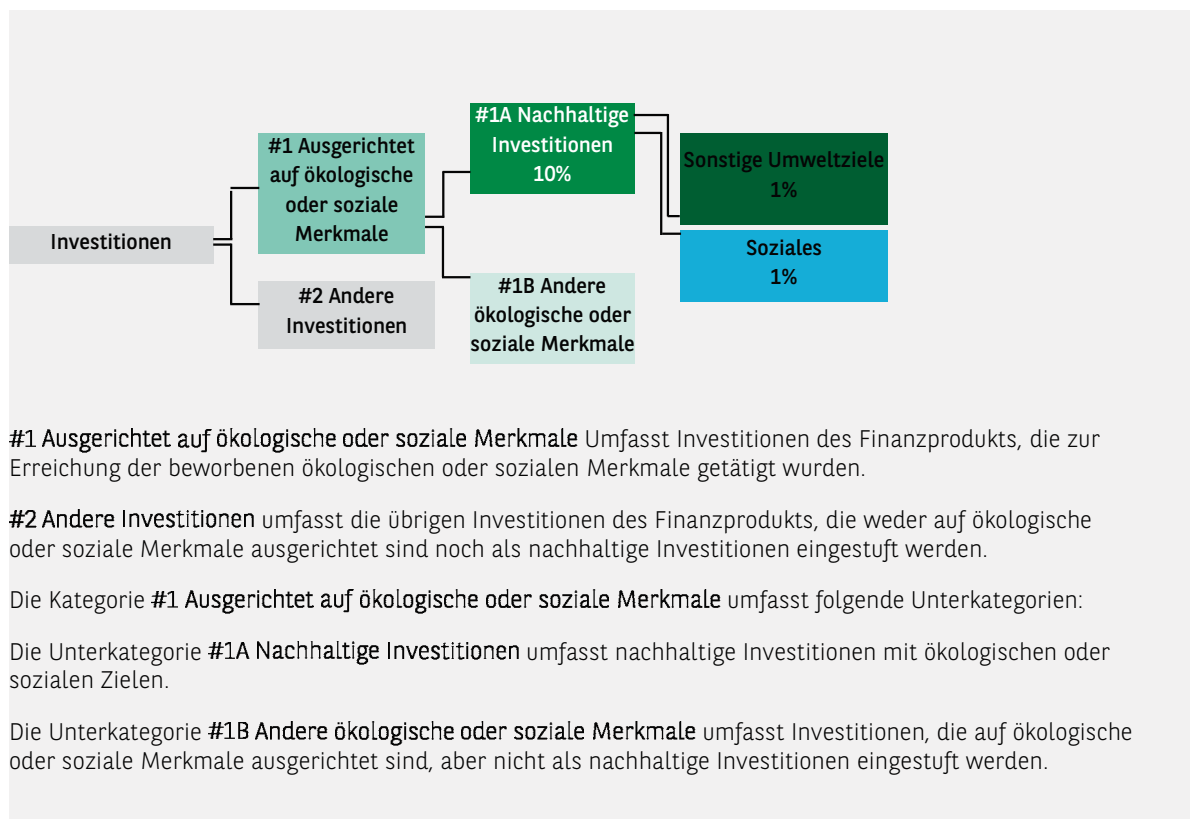 #1A Nachhaltige
Investitionen
10%
#1 Ausgerichtet
auf ökologische
oder soziale
Merkmale
Sonstige Umweltziele
1%
Investitionen
Soziales
1%
#2 Andere
Investitionen
#1B Andere
ökologische oder
soziale Merkmale
#1 Ausgerichtet auf ökologische oder soziale Merkmale Umfasst Investitionen des Finanzprodukts, die zur
Erreichung der beworbenen ökologischen oder sozialen Merkmale getätigt wurden.
#2 Andere Investitionen umfasst die übrigen Investitionen des Finanzprodukts, die weder auf ökologische
oder soziale Merkmale ausgerichtet sind noch als nachhaltige Investitionen eingestuft werden.
Die Kategorie #1 Ausgerichtet auf ökologische oder soziale Merkmale umfasst folgende Unterkategorien:
Die Unterkategorie #1A Nachhaltige Investitionen umfasst nachhaltige Investitionen mit ökologischen oder
sozialen Zielen.
Die Unterkategorie #1B Andere ökologische oder soziale Merkmale umfasst Investitionen, die auf ökologische
oder soziale Merkmale ausgerichtet sind, aber nicht als nachhaltige Investitionen eingestuft werden.